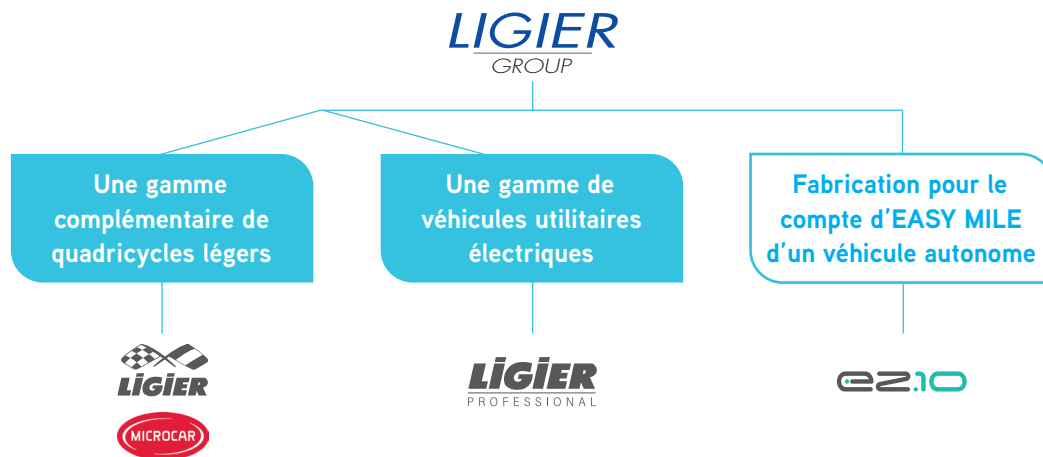 LIGIER
GROUP
Une gamme
complémentaire de
quadricycles légers
Une gamme de
véhicules utilitaires
électriques
Fabrication pour le
compte d’EASY MILE
d’un véhicule autonome
LIGIER
MICROCAR
LIGIER
PROFESSIONAL
ez10